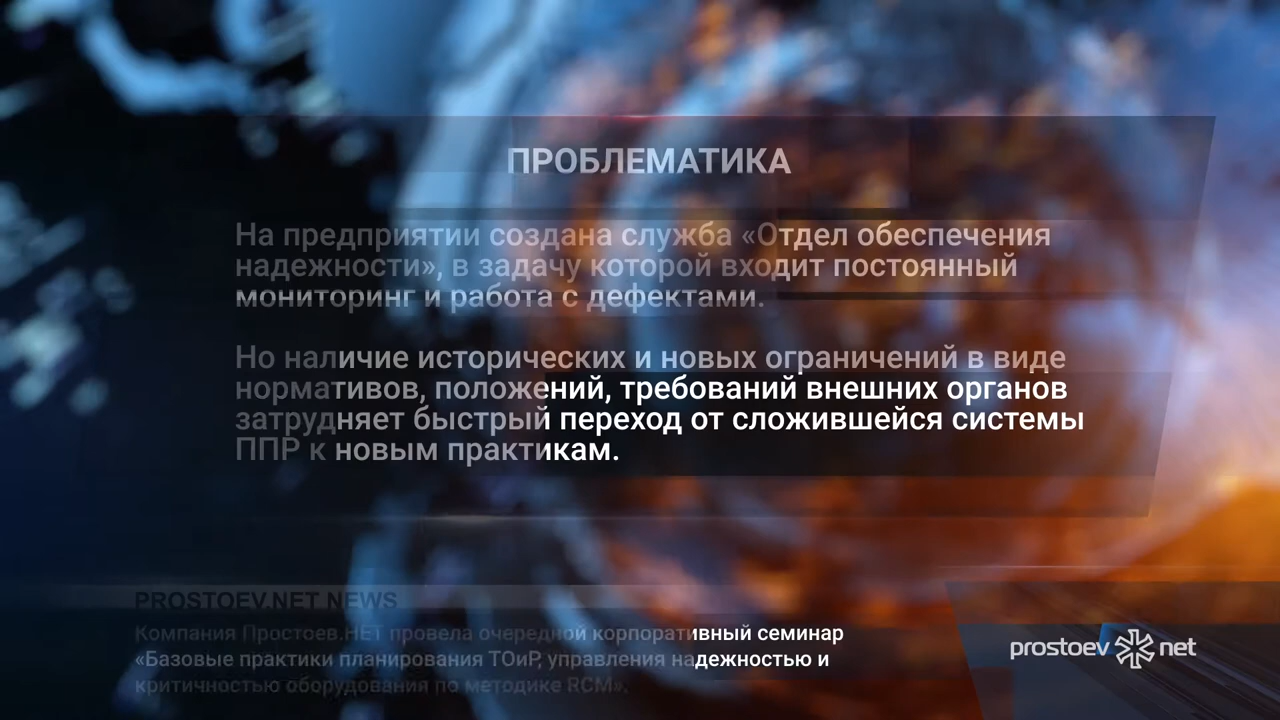 ПРОБЛЕМАТИКА
На предприятии создана служба «Отдел обеспечения
надежности», в задачу которой входит постоянный
мониторинг и работа с дефектами.
Но наличие исторических и новых ограничений в виде
нормативов, положений, требований внешних органов
затрудняет быстрый переход от сложившейся системы
ППР к новым практикам.
PROSTOEV.NET NEWS
Компания Простоев.НЕТ провела очередной корпоративный семинар
«Базовые практики планирования ТОиР, управления надежностью и
критичностью оборудования по методике RCM».
prostoev net